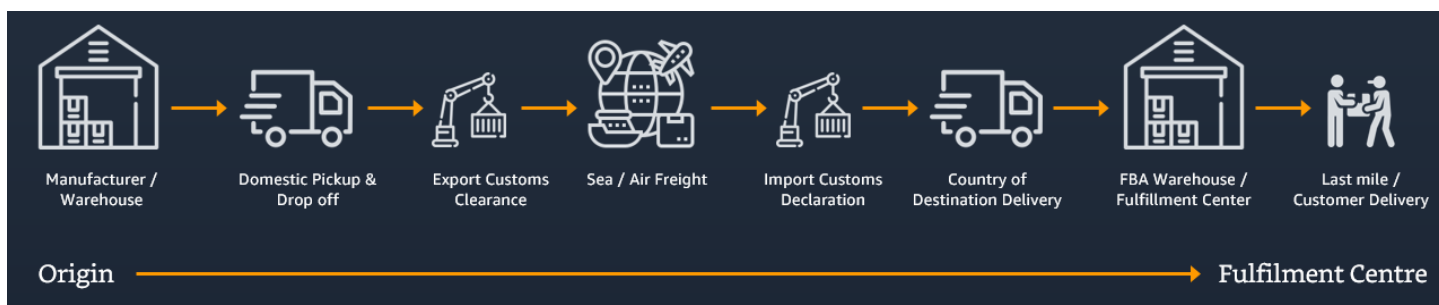 Manufacturer /
Warehouse
Domestic Pickup &
Drop off
Export Customs
Clearance
Sea / Air Freight
Import Customs
Declaration
Country of
Destination Delivery
FBA Warehouse /
Fulfillment Center
Last mile /
Customer Delivery
Origin
Fulfilment Centre